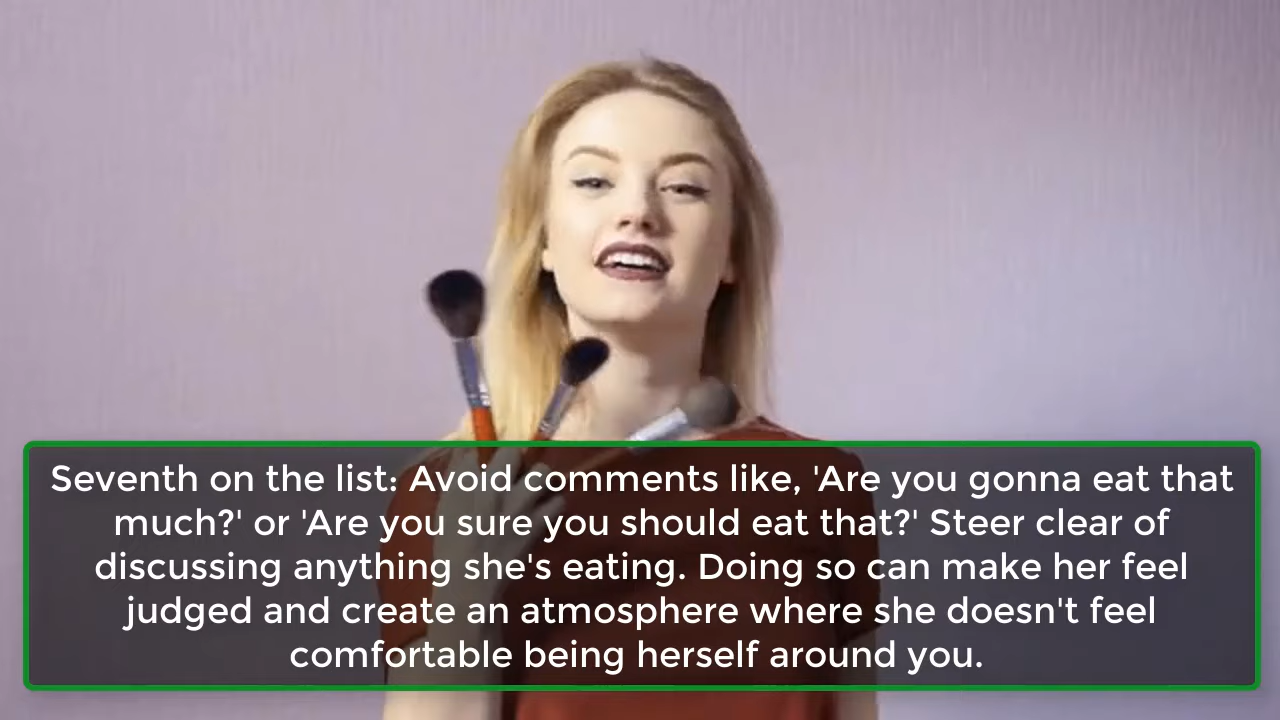 Seventh on the list: Avoid comments like, 'Are you gonna eat that
much?' or 'Are you sure you should eat that?' Steer clear of
discussing anything she's eating. Doing so can make her feel
judged and create an atmosphere where she doesn't feel
comfortable being herself around you.